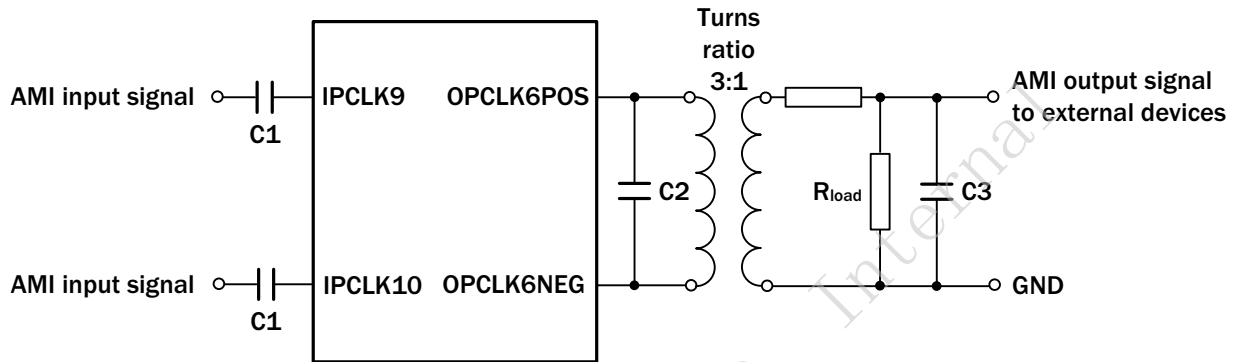 Turns
ratio
3:1
AMI input signal
C1
IPCLK9
OPCLK6POS
AMI output signal
to external devices
C2
Rload
C3
AMI input signal
C1
IPCLK10
OPCLK6NEG
GND
Internal